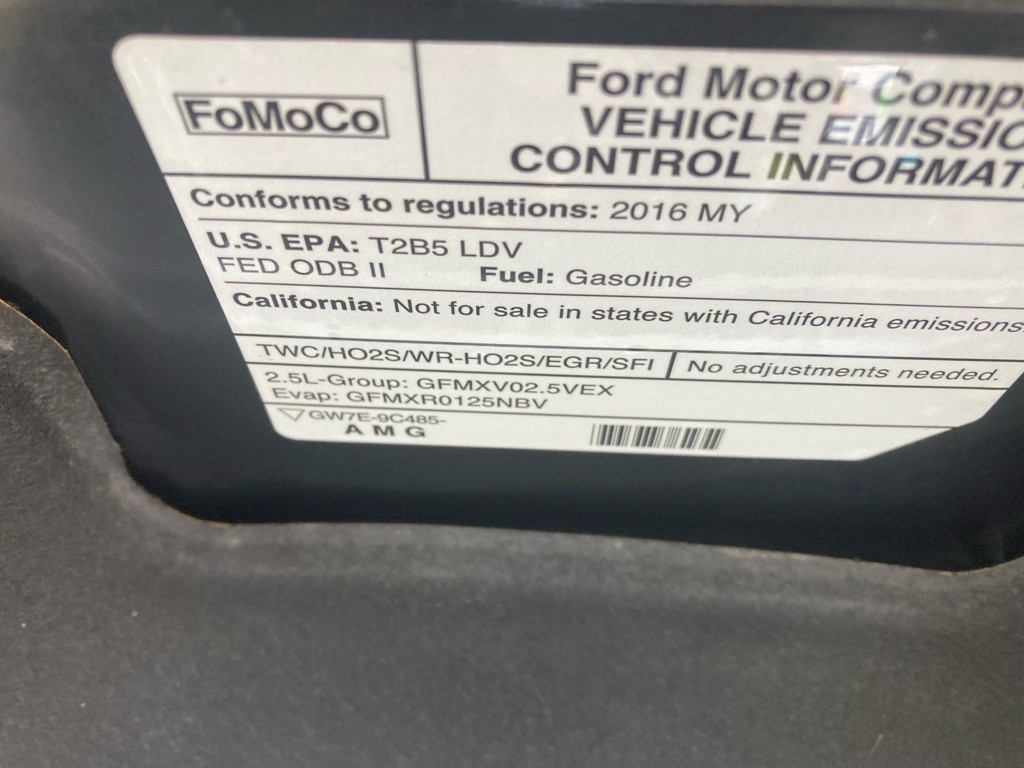 FoMoCo
Ford Motor Comp
VEHICLE EMISSIO
CONTROL INFORMAT
Conforms to regulations: 2016 MY
U.S. EPA: T2B5 LDV
FED ODB II Fuel: Gasoline
California: Not for sale in states with California emissions.
TWC/HO2S/WR-HO2S/EGR/SFI No adjustments needed.
2.5L-Group: GFMXV02.5VEX
Evap: GFMXR0125NBV
GW7E-9C485-
A M G